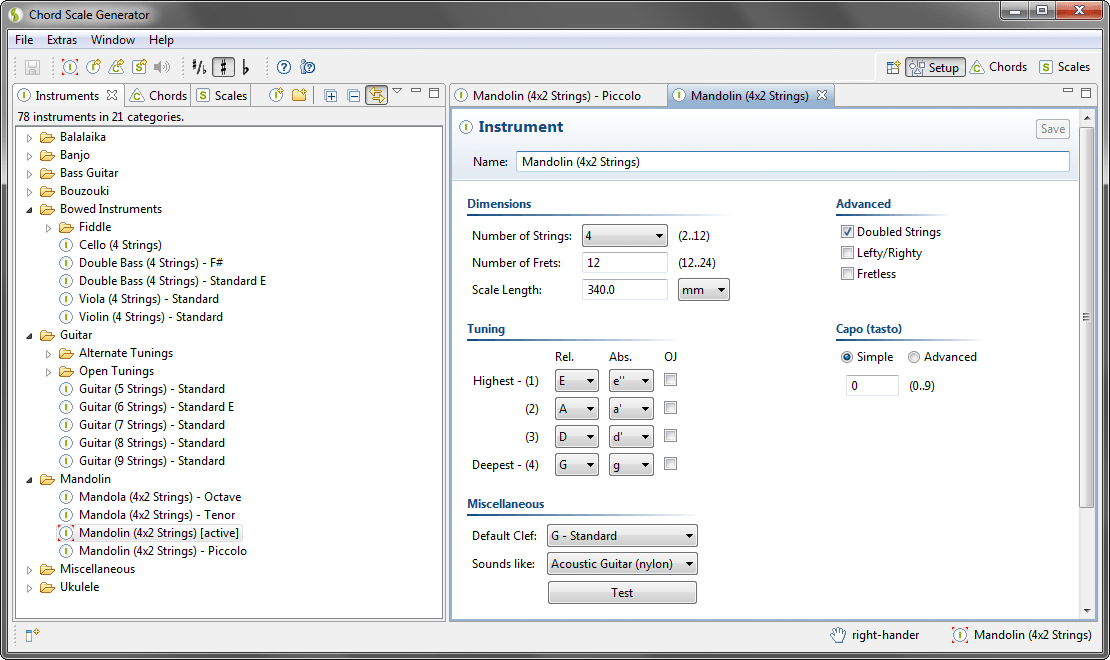 Chord Scale Generator
File Extras Window Help
Setup Chords Scales
Instruments Chords Scales
78 instruments in 21 categories.
Balalaika
Banjo
Bass Guitar
Bouzouki
Bowed Instruments
Fiddle
Cello (4 Strings)
Double Bass (4 Strings) - F#
Double Bass (4 Strings) - Standard E
Viola (4 Strings) - Standard
Violin (4 Strings) - Standard
Guitar
Alternate Tunings
Open Tunings
Guitar (5 Strings) - Standard
Guitar (6 Strings) - Standard E
Guitar (7 Strings) - Standard
Guitar (8 Strings) - Standard
Guitar (9 Strings) - Standard
Mandolin
Mandola (4x2 Strings) - Octave
Mandola (4x2 Strings) - Tenor
Mandolin (4x2 Strings) [active]
Mandolin (4x2 Strings) - Piccolo
Miscellaneous
Ukulele
Mandolin (4x2 Strings) - Piccolo Mandolin (4x2 Strings)
Instrument Save
Name: Mandolin (4x2 Strings)
Dimensions
Number of Strings: 4 (2..12)
Number of Frets: 12 (12..24)
Scale Length: 340.0 mm
Advanced
Doubled Strings
Lefty/Righty
Fretless
Tuning
Rel. Abs. OJ
Highest - (1) E e''
(2) A a'
(3) D d'
Deepest - (4) G g
Capo (tasto)
Simple Advanced
0 (0..9)
Miscellaneous
Default Clef: G - Standard
Sounds like: Acoustic Guitar (nylon)
Test
right-hander Mandolin (4x2 Strings)